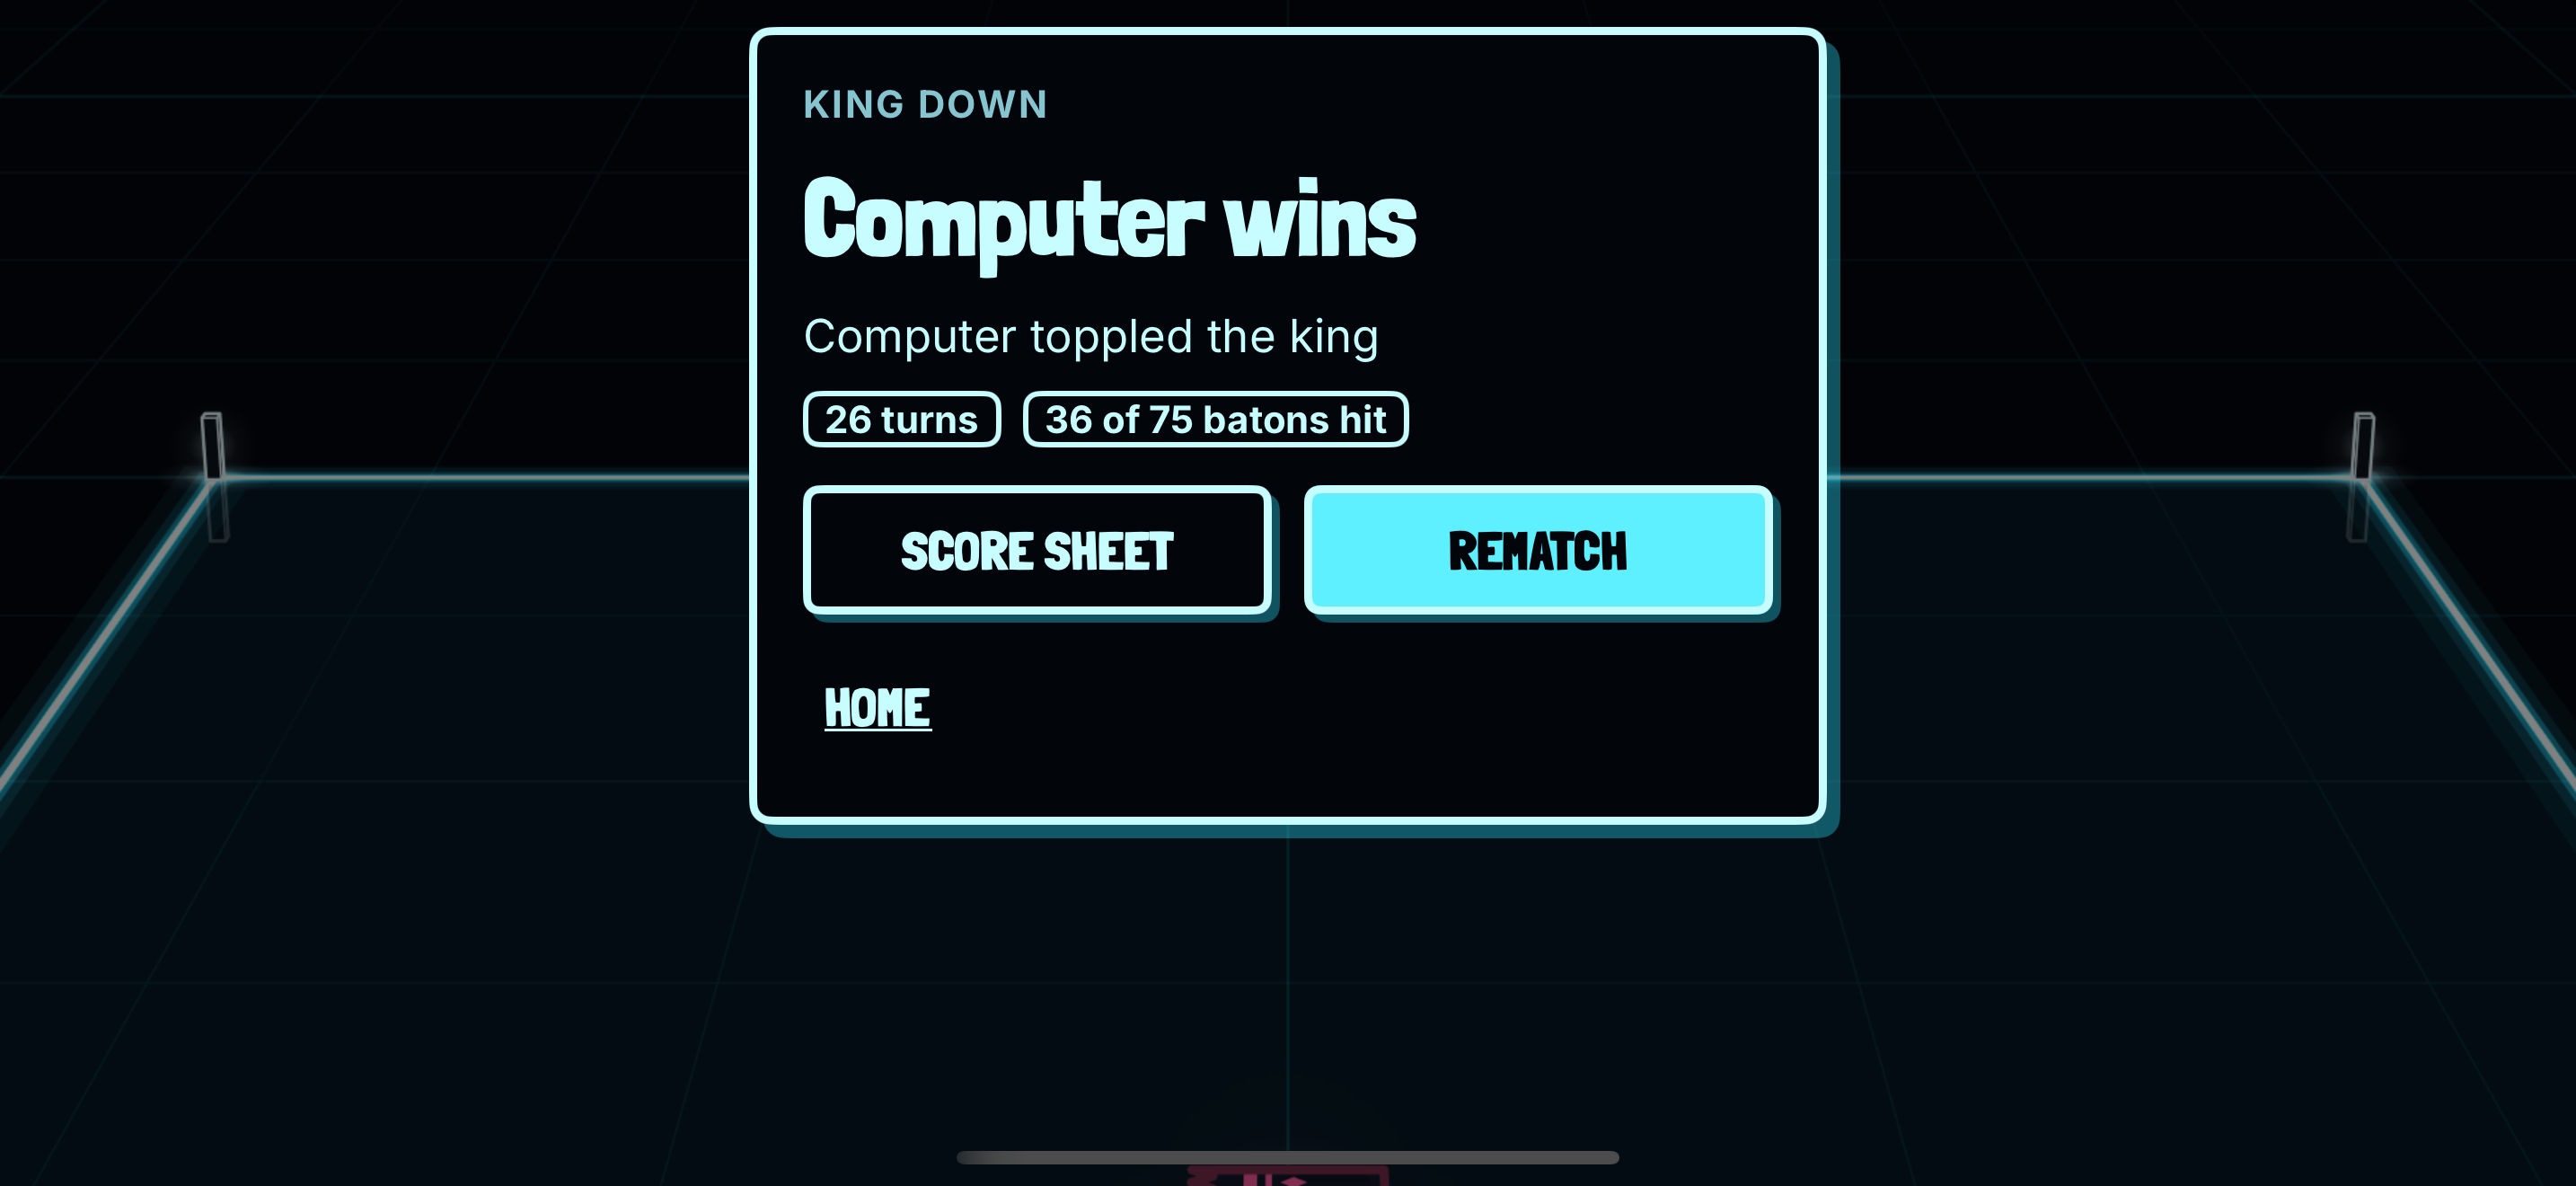 KING DOWN
Computer wins
Computer toppled the king
26 turns
36 of 75 batons hit
SCORE SHEET
REMATCH
HOME